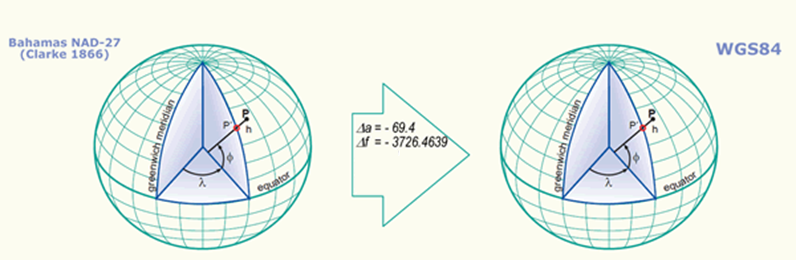 Bahamas NAD-27
(Clarke 1866)
greenwich meridian
P
P'
h
ϕ
λ
equator
Δa = - 69.4
Δf = - 3726.4639
WGS84
greenwich meridian
P
P'
h
ϕ
λ
equator